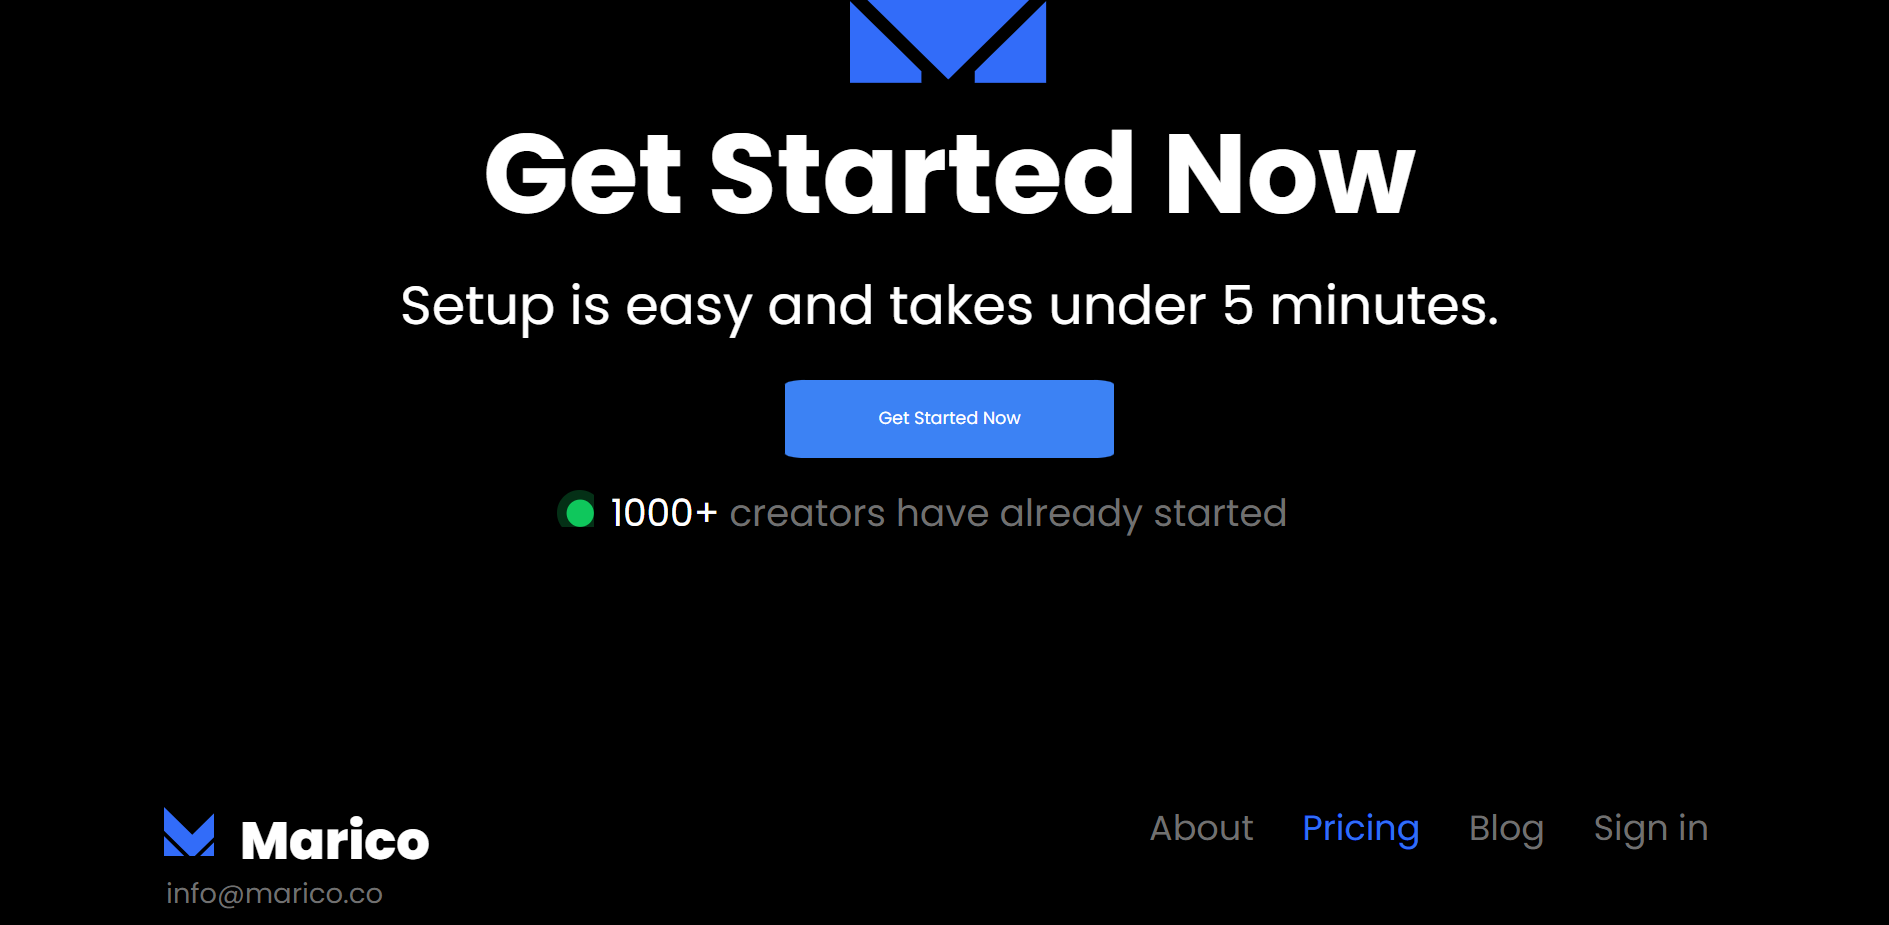 Get Started Now
Setup is easy and takes under 5 minutes.
Get Started Now
1000+ creators have already started
Marico
About Pricing Blog Sign in
info@marico.co